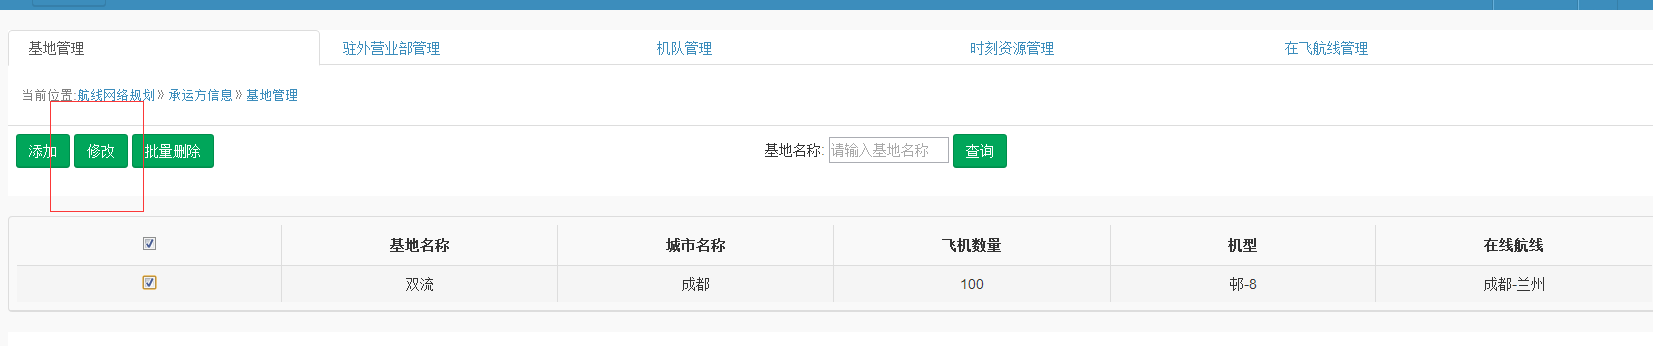 基地管理 驻外营业部管理 机队管理 时刻资源管理 在飞航线管理
当前位置:航线网络规划》承运方信息》基地管理
添加 修改 批量删除 基地名称: 请输入基地名称 查询
基地名称 城市名称 飞机数量 机型 在线航线
双流 成都 100 邨-8 成都-兰州